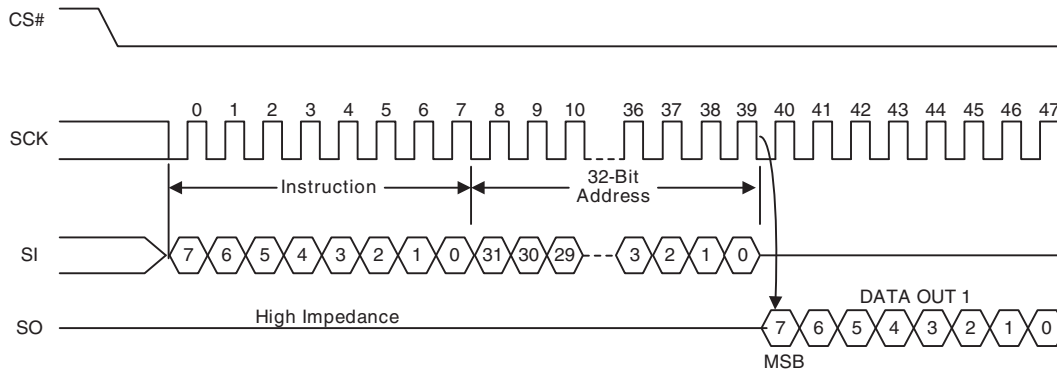 CS#
0 1 2 3 4 5 6 7 8 9 10 36 37 38 39 40 41 42 43 44 45 46 47
SCK
Instruction
32-Bit
Address
SI
7 6 5 4 3 2 1 0 31 30 29 3 2 1 0
DATA OUT 1
High Impedance
SO
7 6 5 4 3 2 1 0
MSB